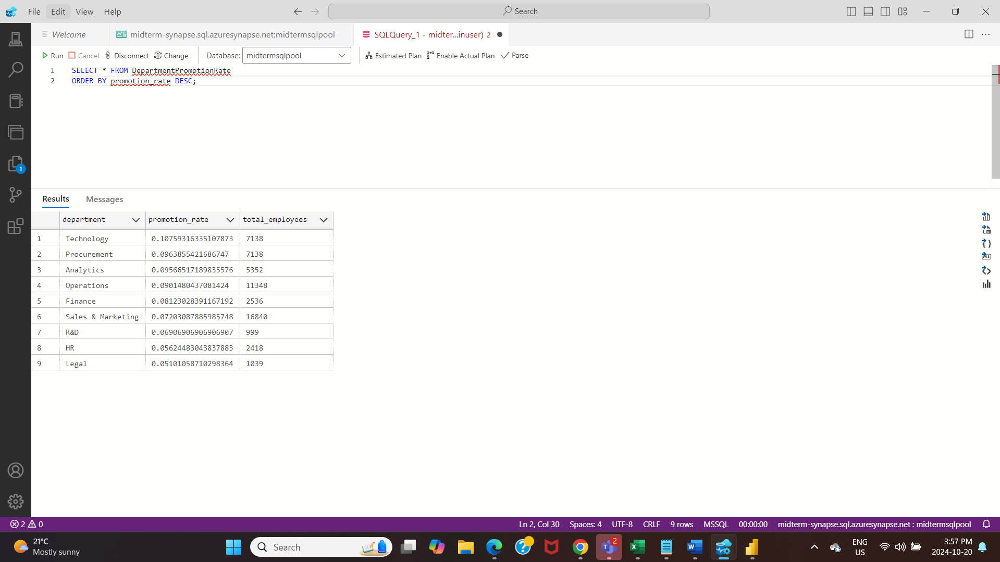 File Edit View Help
Search
Welcome
midterm-synapse.sql.azuresynapse.net:midtermsqlpool
SQLQuery_1 - midter...inuser) 2
Run Cancel Disconnect Change Database: midtermsqlpool Estimated Plan Enable Actual Plan Parse
1 SELECT * FROM DepartmentPromotionRate
2 ORDER BY promotion_rate DESC;
1
Results Messages
department promotion_rate total_employees
1 Technology 0.10759316335107873 7138
2 Procurement 0.0963855421686747 7138
3 Analytics 0.09566517189835576 5352
4 Operations 0.0901480437081424 11348
5 Finance 0.08123028391167192 2536
6 Sales & Marketing 0.07203087885985748 16840
7 R&D 0.06906906906906907 999
8 HR 0.05624483043837883 2418
9 Legal 0.05101058710298364 1039
2 0 Ln 2, Col 30 Spaces: 4 UTF-8 CRLF 9 rows MSSQL 00:00:00 midterm-synapse.sql.azuresynapse.net : midtermsqlpool
21°C
Mostly sunny
Search
2
ENG
US
3:57 PM
2024-10-20